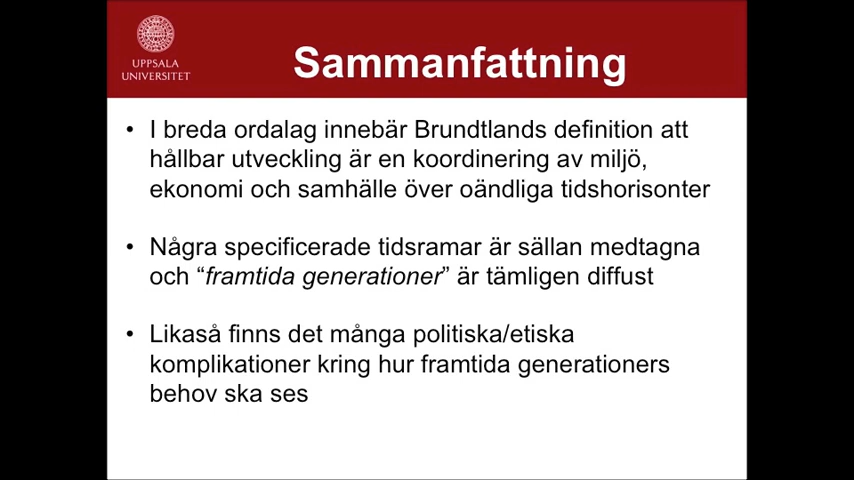 UPPSALA
UNIVERSITET
Sammanfattning
• I breda ordalag innebär Brundtlands definition att
hållbar utveckling är en koordinering av miljö,
ekonomi och samhälle över oändliga tidshorisonter
• Några specificerade tidsramar är sällan medtagna
och “framtida generationer” är tämligen diffust
• Likaså finns det många politiska/etiska
komplikationer kring hur framtida generationers
behov ska ses